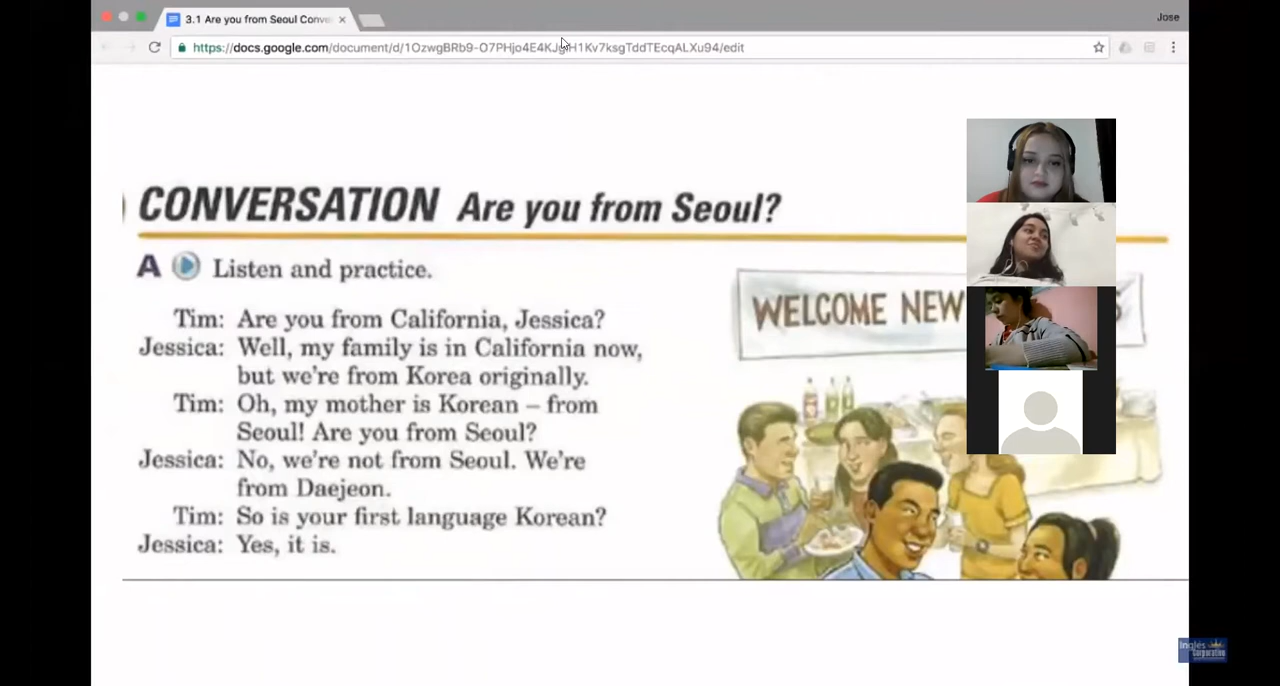 3.1 Are you from Seoul Conve
Jose
https://docs.google.com/document/d/
CONVERSATION Are you from Seoul?
A Listen and practice.
Tim: Are you from California, Jessica?
Jessica: Well, my family is in California now,
but we're from Korea originally.
Tim: Oh, my mother is Korean – from
Seoul! Are you from Seoul?
Jessica: No, we're not from Seoul. We're
from Daejeon.
Tim: So is your first language Korean?
Jessica: Yes, it is.
WELCOME NEW
S
Inglés
Corporativo